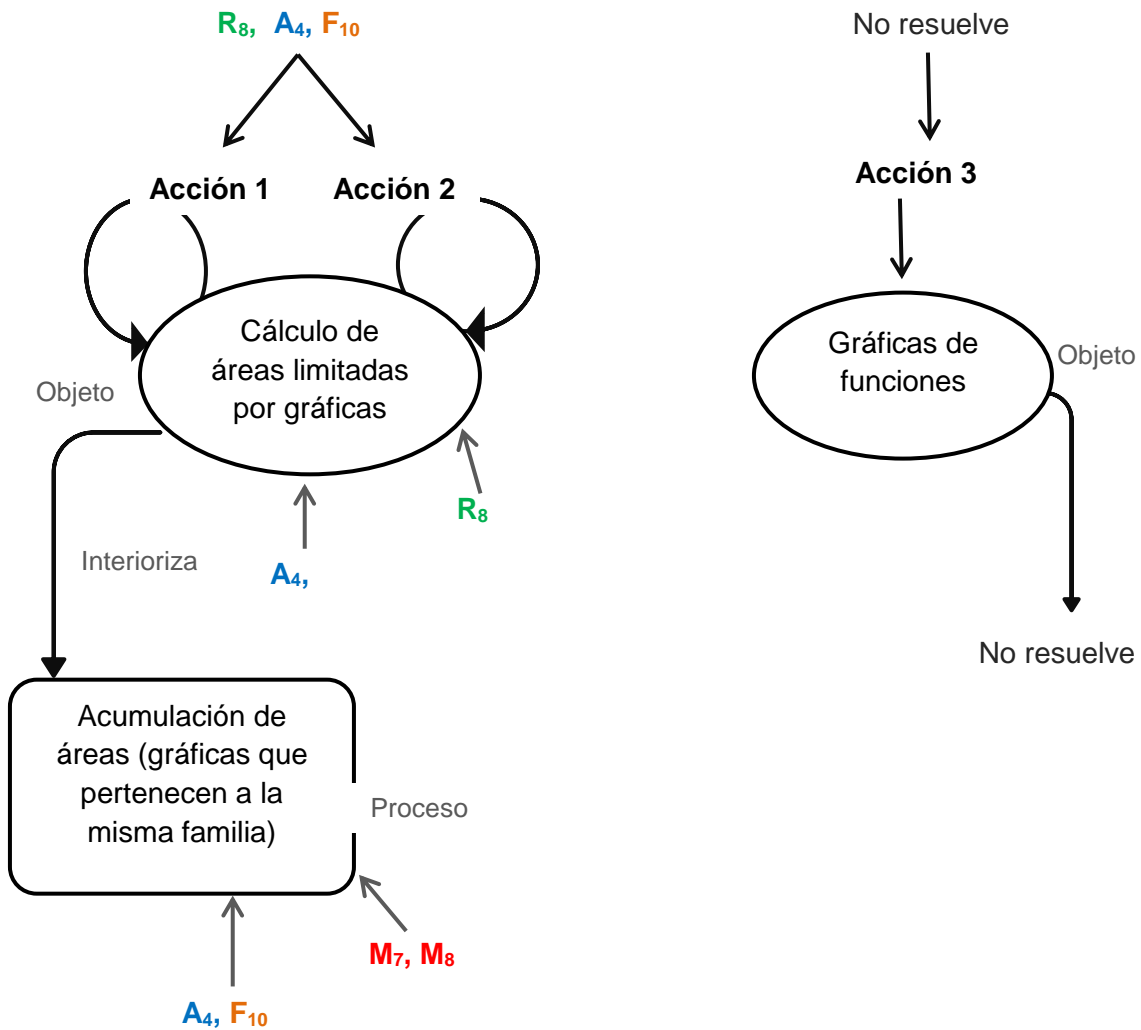 R₈, A₄, F₁₀
No resuelve
Acción 1
Acción 2
Acción 3
Cálculo de
áreas limitadas
por gráficas
Objeto
Gráficas de
funciones
Objeto
R₈
Interioriza
A₄,
No resuelve
Acumulación de
áreas (gráficas que
pertenecen a la
misma familia)
Proceso
M₇, M₈
A₄, F₁₀